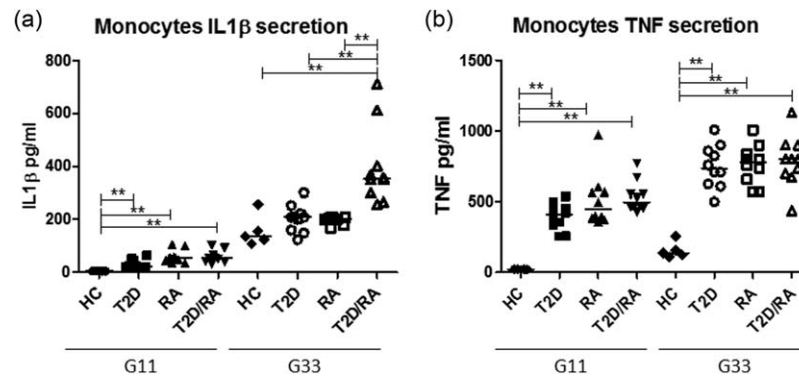 (a)
Monocytes IL1β secretion
IL1β pg/ml
800
600
400
200
0
**
**
**
**
**
**
HC
T2D
RA
T2D/RA
HC
T2D
RA
T2D/RA
G11
G33
(b)
Monocytes TNF secretion
TNF pg/ml
1500
1000
500
0
**
**
**
**
**
**
HC
T2D
RA
T2D/RA
HC
T2D
RA
T2D/RA
G11
G33